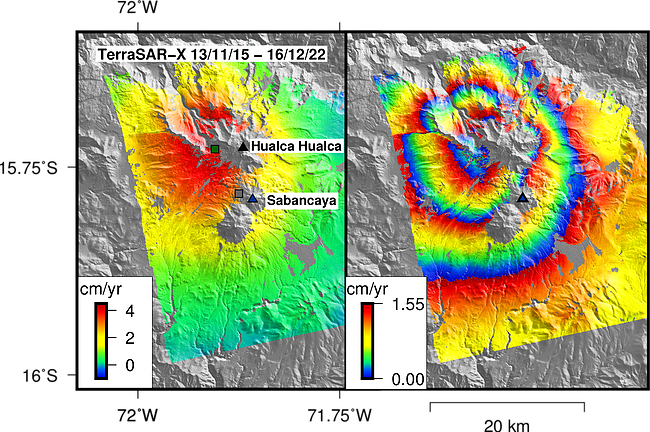 72°W
TerraSAR−X 13/11/15 − 16/12/22
Hualca Hualca
15.75°S
Sabancaya
cm/yr
4
2
0
cm/yr
1.55
0.00
16°S
72°W
71.75°W
20 km